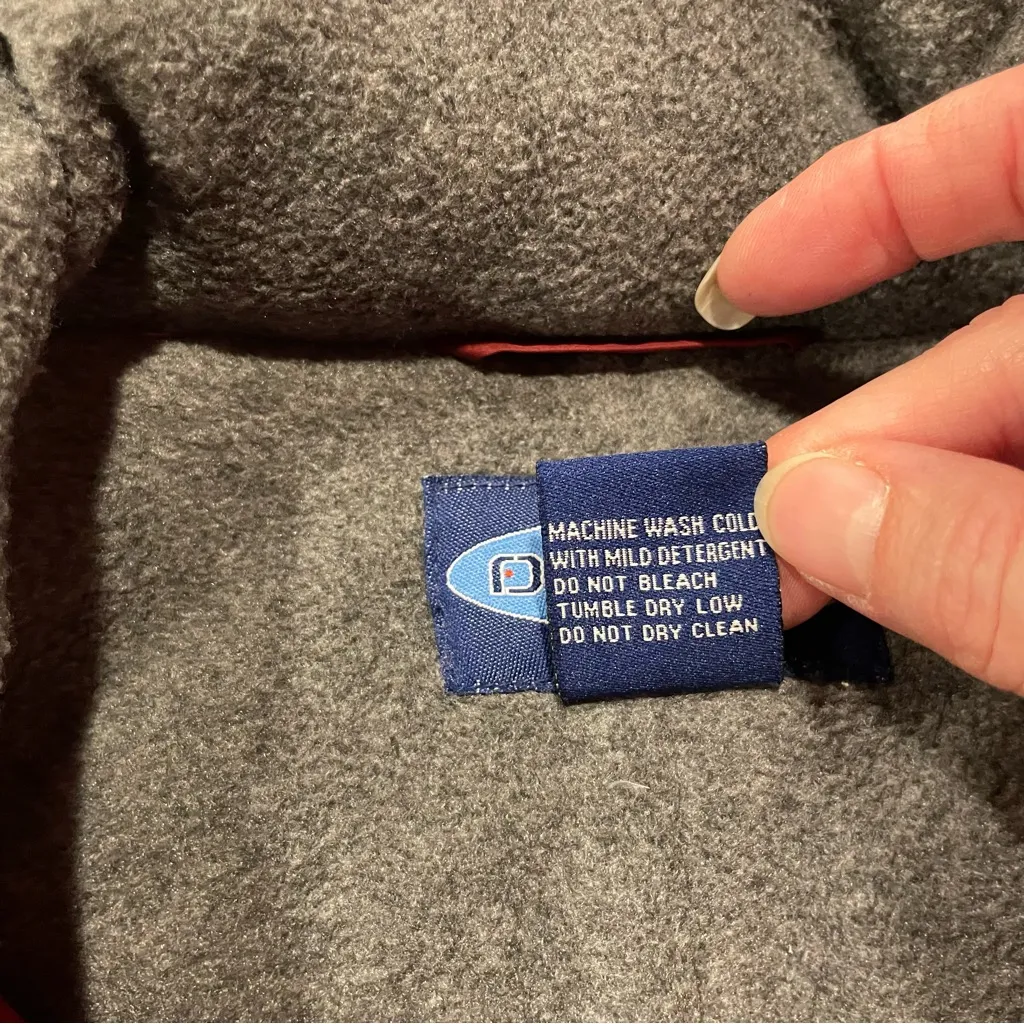 MACHINE WASH COLD
WITH MILD DETERGENT
DO NOT BLEACH
TUMBLE DRY LOW
DO NOT DRY CLEAN